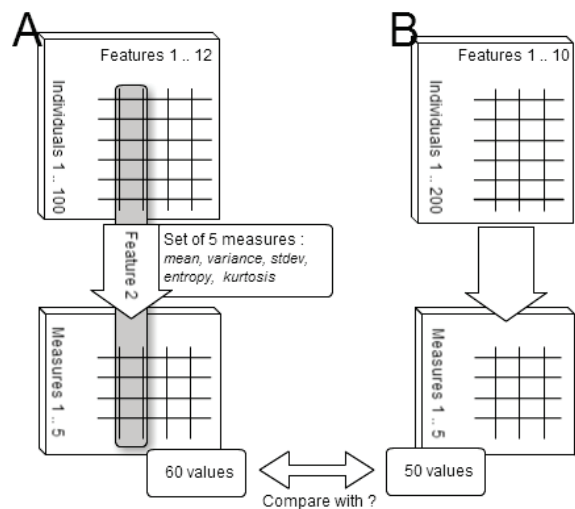 A
Features 1 .. 12
Individuals 1 .. 100
Feature 2
Set of 5 measures :
mean, variance, stdev,
entropy, kurtosis
Measures 1 .. 5
60 values
B
Features 1 .. 10
Individuals 1 .. 200
Measures 1 .. 5
50 values
Compare with ?